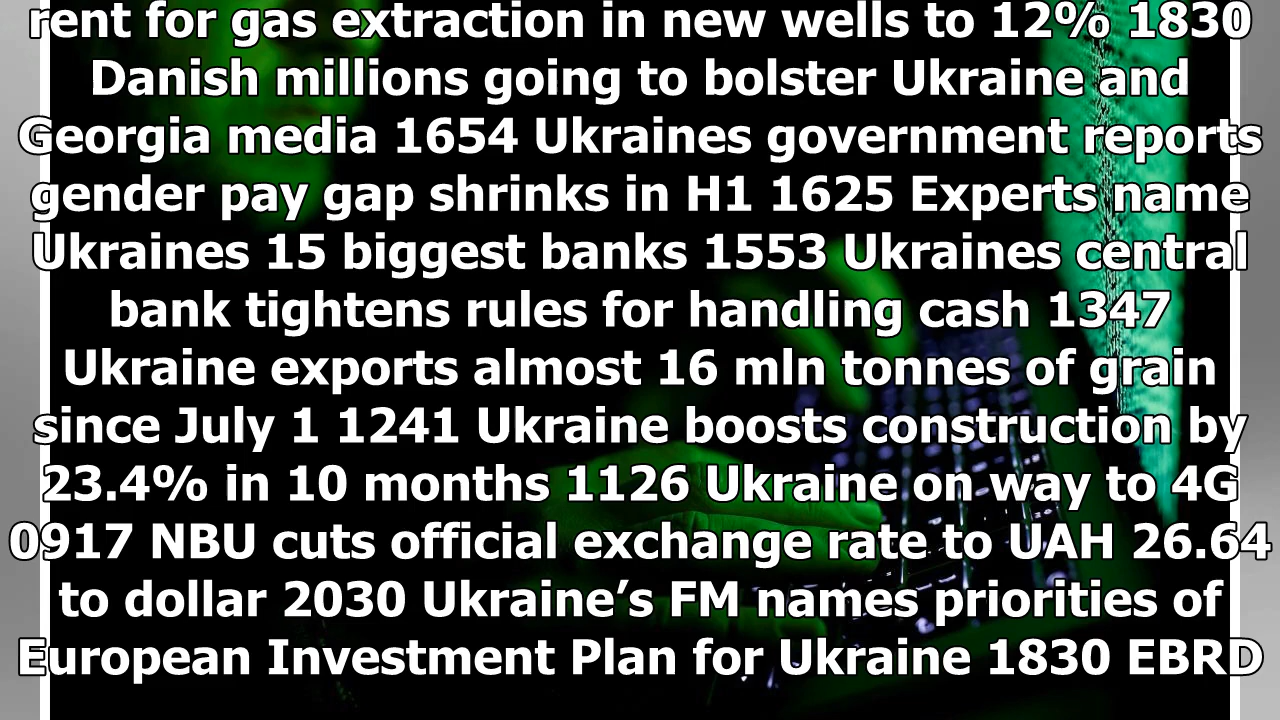 rent for gas extraction in new wells to 12% 1830
Danish millions going to bolster Ukraine and
Georgia media 1654 Ukraines government reports
gender pay gap shrinks in H1 1625 Experts name
Ukraines 15 biggest banks 1553 Ukraines central
bank tightens rules for handling cash 1347
Ukraine exports almost 16 mln tonnes of grain
since July 1 1241 Ukraine boosts construction by
23.4% in 10 months 1126 Ukraine on way to 4G
0917 NBU cuts official exchange rate to UAH 26.64
to dollar 2030 Ukraine’s FM names priorities of
European Investment Plan for Ukraine 1830 EBRD